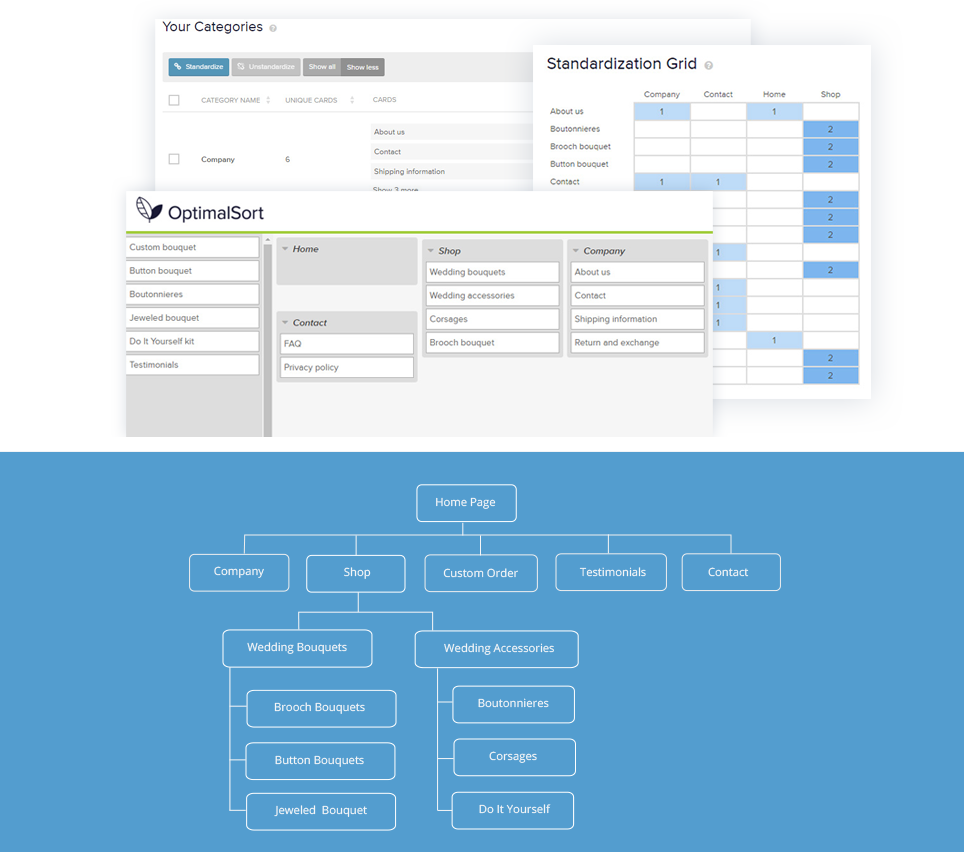 Your Categories
Standardize
Unstandardize
Show all
Show less
CATEGORY NAME
UNIQUE CARDS
CARDS
Company
6
About us
Contact
Shipping information
Show 3 more
Standardization Grid
Company Contact Home Shop
About us 1 1
Boutonnieres 2
Brooch bouquet 2
Button bouquet 2
Contact 1 1
2
2
2
1
2
1
1
1
1
2
2
OptimalSort
Custom bouquet
Button bouquet
Boutonnieres
Jeweled bouquet
Do It Yourself kit
Testimonials
Home
Contact
FAQ
Privacy policy
Shop
Wedding bouquets
Wedding accessories
Corsages
Brooch bouquet
Company
About us
Contact
Shipping information
Return and exchange
Home Page
Company
Shop
Custom Order
Testimonials
Contact
Wedding Bouquets
Wedding Accessories
Brooch Bouquets
Button Bouquets
Jeweled Bouquet
Boutonnieres
Corsages
Do It Yourself